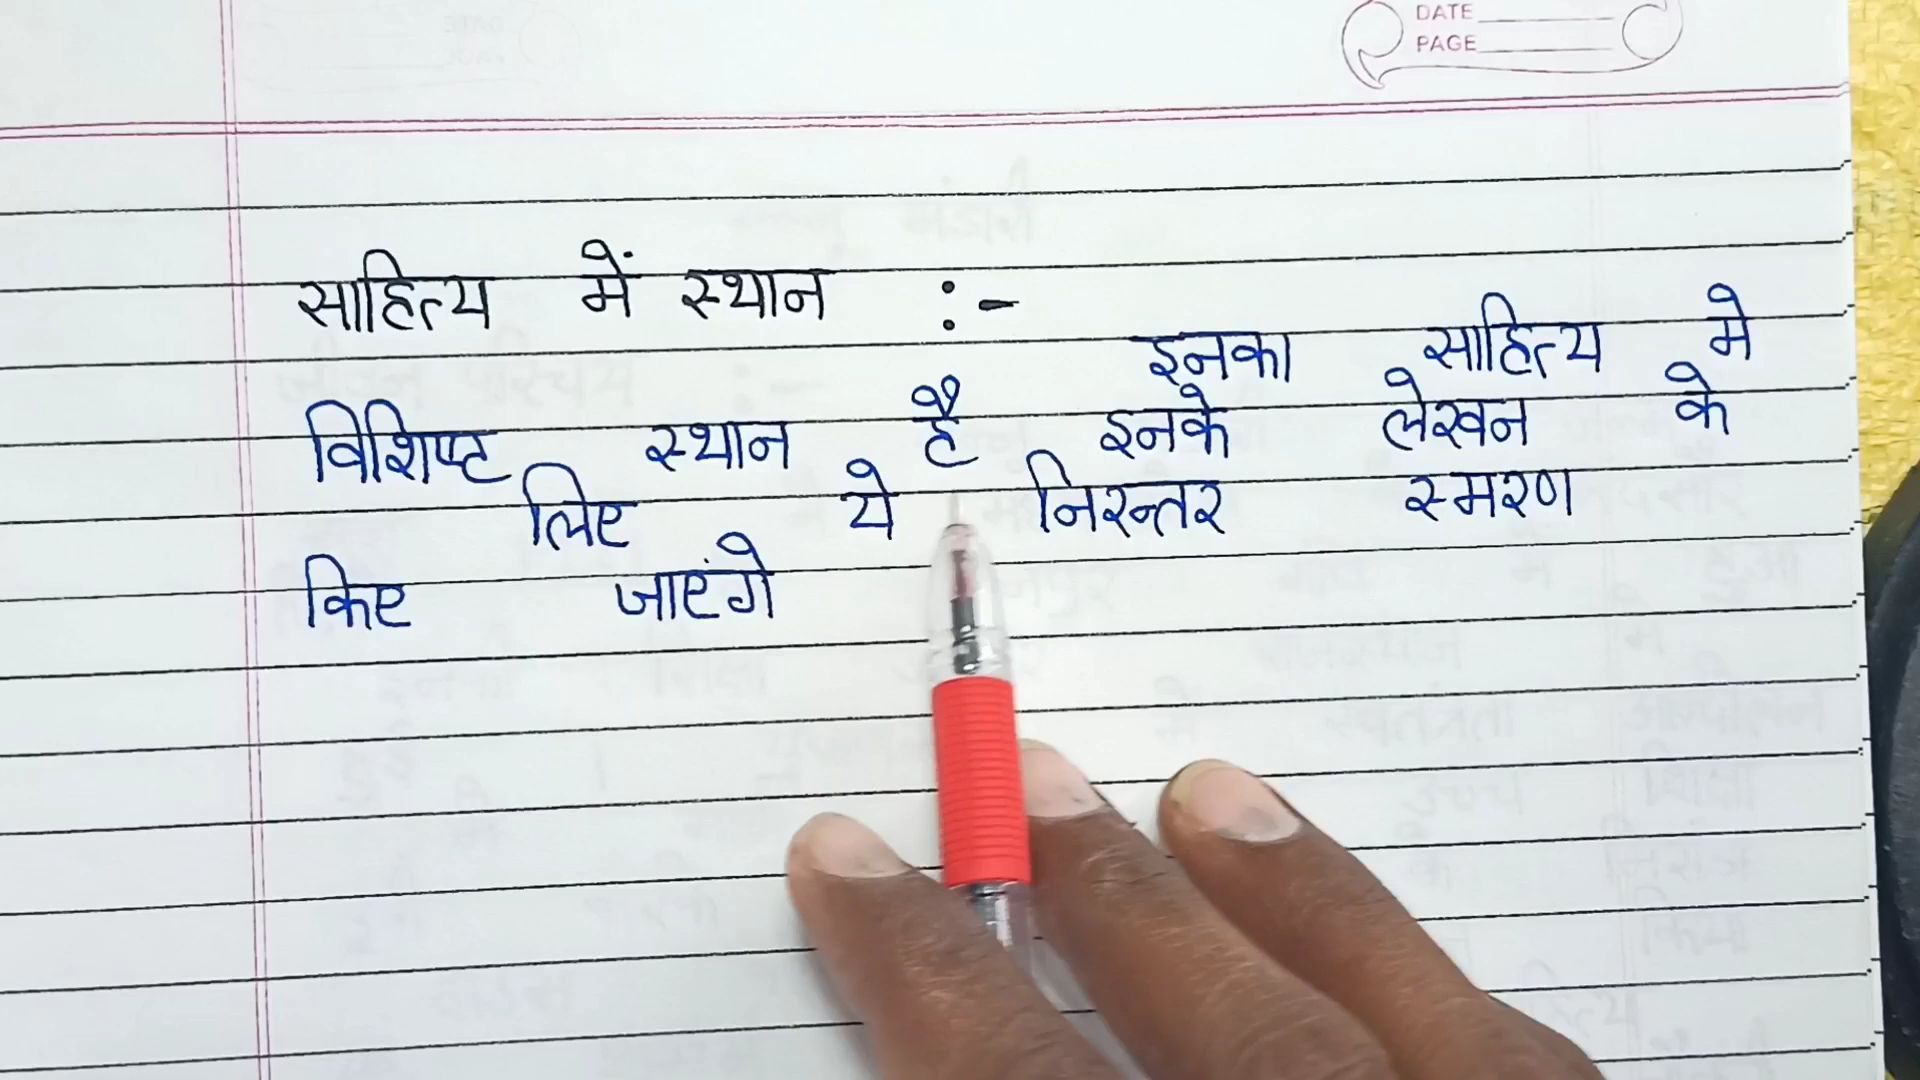 DATE
PAGE
साहित्य में स्थान :-
इनका साहित्य मे
विशिष्ट स्थान है इनके लेखन के
लिए ये निरन्तर स्मरण
किए जाएंगे